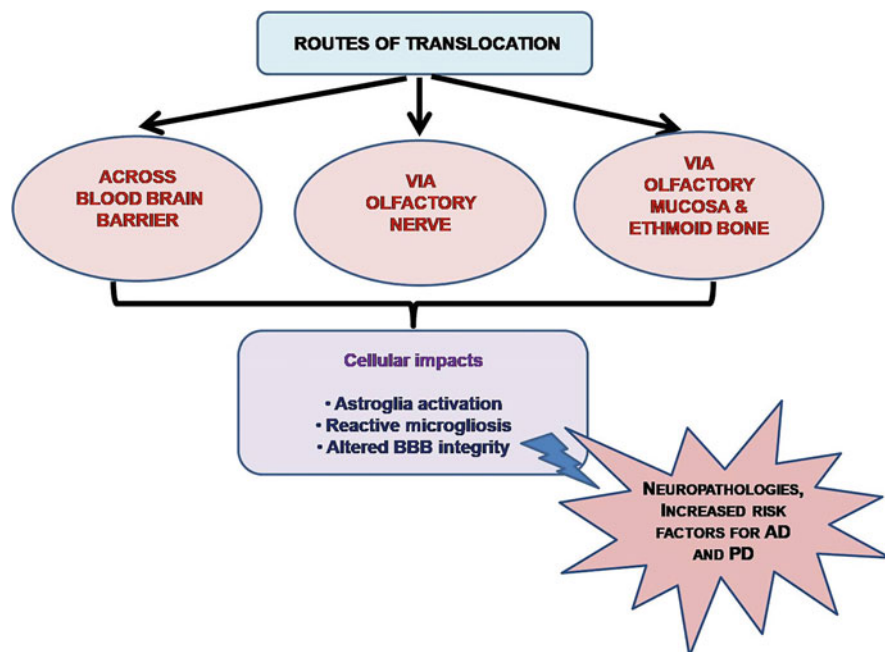 ROUTES OF TRANSLOCATION
ACROSS
BLOOD BRAIN
BARRIER
VIA
OLFACTORY
NERVE
VIA
OLFACTORY
MUCOSA &
ETHMOID BONE
Cellular impacts
• Astroglia activation
• Reactive microgliosis
• Altered BBB integrity
NEUROPATHOLOGIES,
INCREASED RISK
FACTORS FOR AD
AND PD